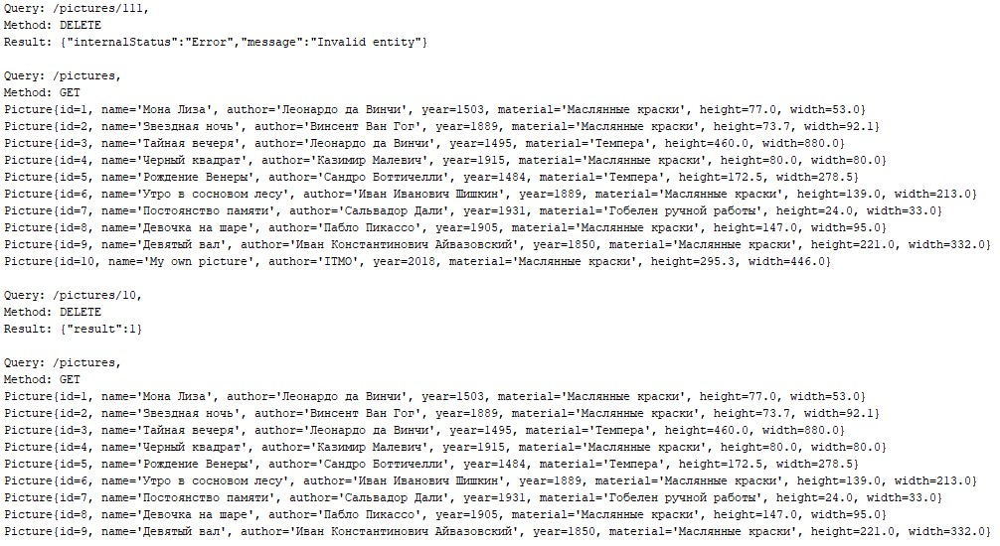 Query: /pictures/111,
Method: DELETE
Result: {"internalStatus":"Error","message":"Invalid entity"}
Query: /pictures,
Method: GET
Picture{id=1, name='Мона Лиза', author='Леонардо да Винчи', year=1503, material='Маслянные краски', height=77.0, width=53.0}
Picture{id=2, name='Звездная ночь', author='Винсент Ван Гог', year=1889, material='Маслянные краски', height=73.7, width=92.1}
Picture{id=3, name='Тайная вечеря', author='Леонардо да Винчи', year=1495, material='Темпера', height=460.0, width=880.0}
Picture{id=4, name='Черный квадрат', author='Казимир Малевич', year=1915, material='Маслянные краски', height=80.0, width=80.0}
Picture{id=5, name='Рождение Венеры', author='Сандро Боттичелли', year=1484, material='Темпера', height=172.5, width=278.5}
Picture{id=6, name='Утро в сосновом лесу', author='Иван Иванович Шишкин', year=1889, material='Маслянные краски', height=139.0, width=213.0}
Picture{id=7, name='Постоянство памяти', author='Сальвадор Дали', year=1931, material='Гобелен ручной работы', height=24.0, width=33.0}
Picture{id=8, name='Девочка на шаре', author='Пабло Пикассо', year=1905, material='Маслянные краски', height=147.0, width=95.0}
Picture{id=9, name='Девятый вал', author='Иван Константинович Айвазовский', year=1850, material='Маслянные краски', height=221.0, width=332.0}
Picture{id=10, name='My own picture', author='ITMO', year=2018, material='Маслянные краски', height=295.3, width=446.0}
Query: /pictures/10,
Method: DELETE
Result: {"result":1}
Query: /pictures,
Method: GET
Picture{id=1, name='Мона Лиза', author='Леонардо да Винчи', year=1503, material='Маслянные краски', height=77.0, width=53.0}
Picture{id=2, name='Звездная ночь', author='Винсент Ван Гог', year=1889, material='Маслянные краски', height=73.7, width=92.1}
Picture{id=3, name='Тайная вечеря', author='Леонардо да Винчи', year=1495, material='Темпера', height=460.0, width=880.0}
Picture{id=4, name='Черный квадрат', author='Казимир Малевич', year=1915, material='Маслянные краски', height=80.0, width=80.0}
Picture{id=5, name='Рождение Венеры', author='Сандро Боттичелли', year=1484, material='Темпера', height=172.5, width=278.5}
Picture{id=6, name='Утро в сосновом лесу', author='Иван Иванович Шишкин', year=1889, material='Маслянные краски', height=139.0, width=213.0}
Picture{id=7, name='Постоянство памяти', author='Сальвадор Дали', year=1931, material='Гобелен ручной работы', height=24.0, width=33.0}
Picture{id=8, name='Девочка на шаре', author='Пабло Пикассо', year=1905, material='Маслянные краски', height=147.0, width=95.0}
Picture{id=9, name='Девятый вал', author='Иван Константинович Айвазовский', year=1850, material='Маслянные краски', height=221.0, width=332.0}